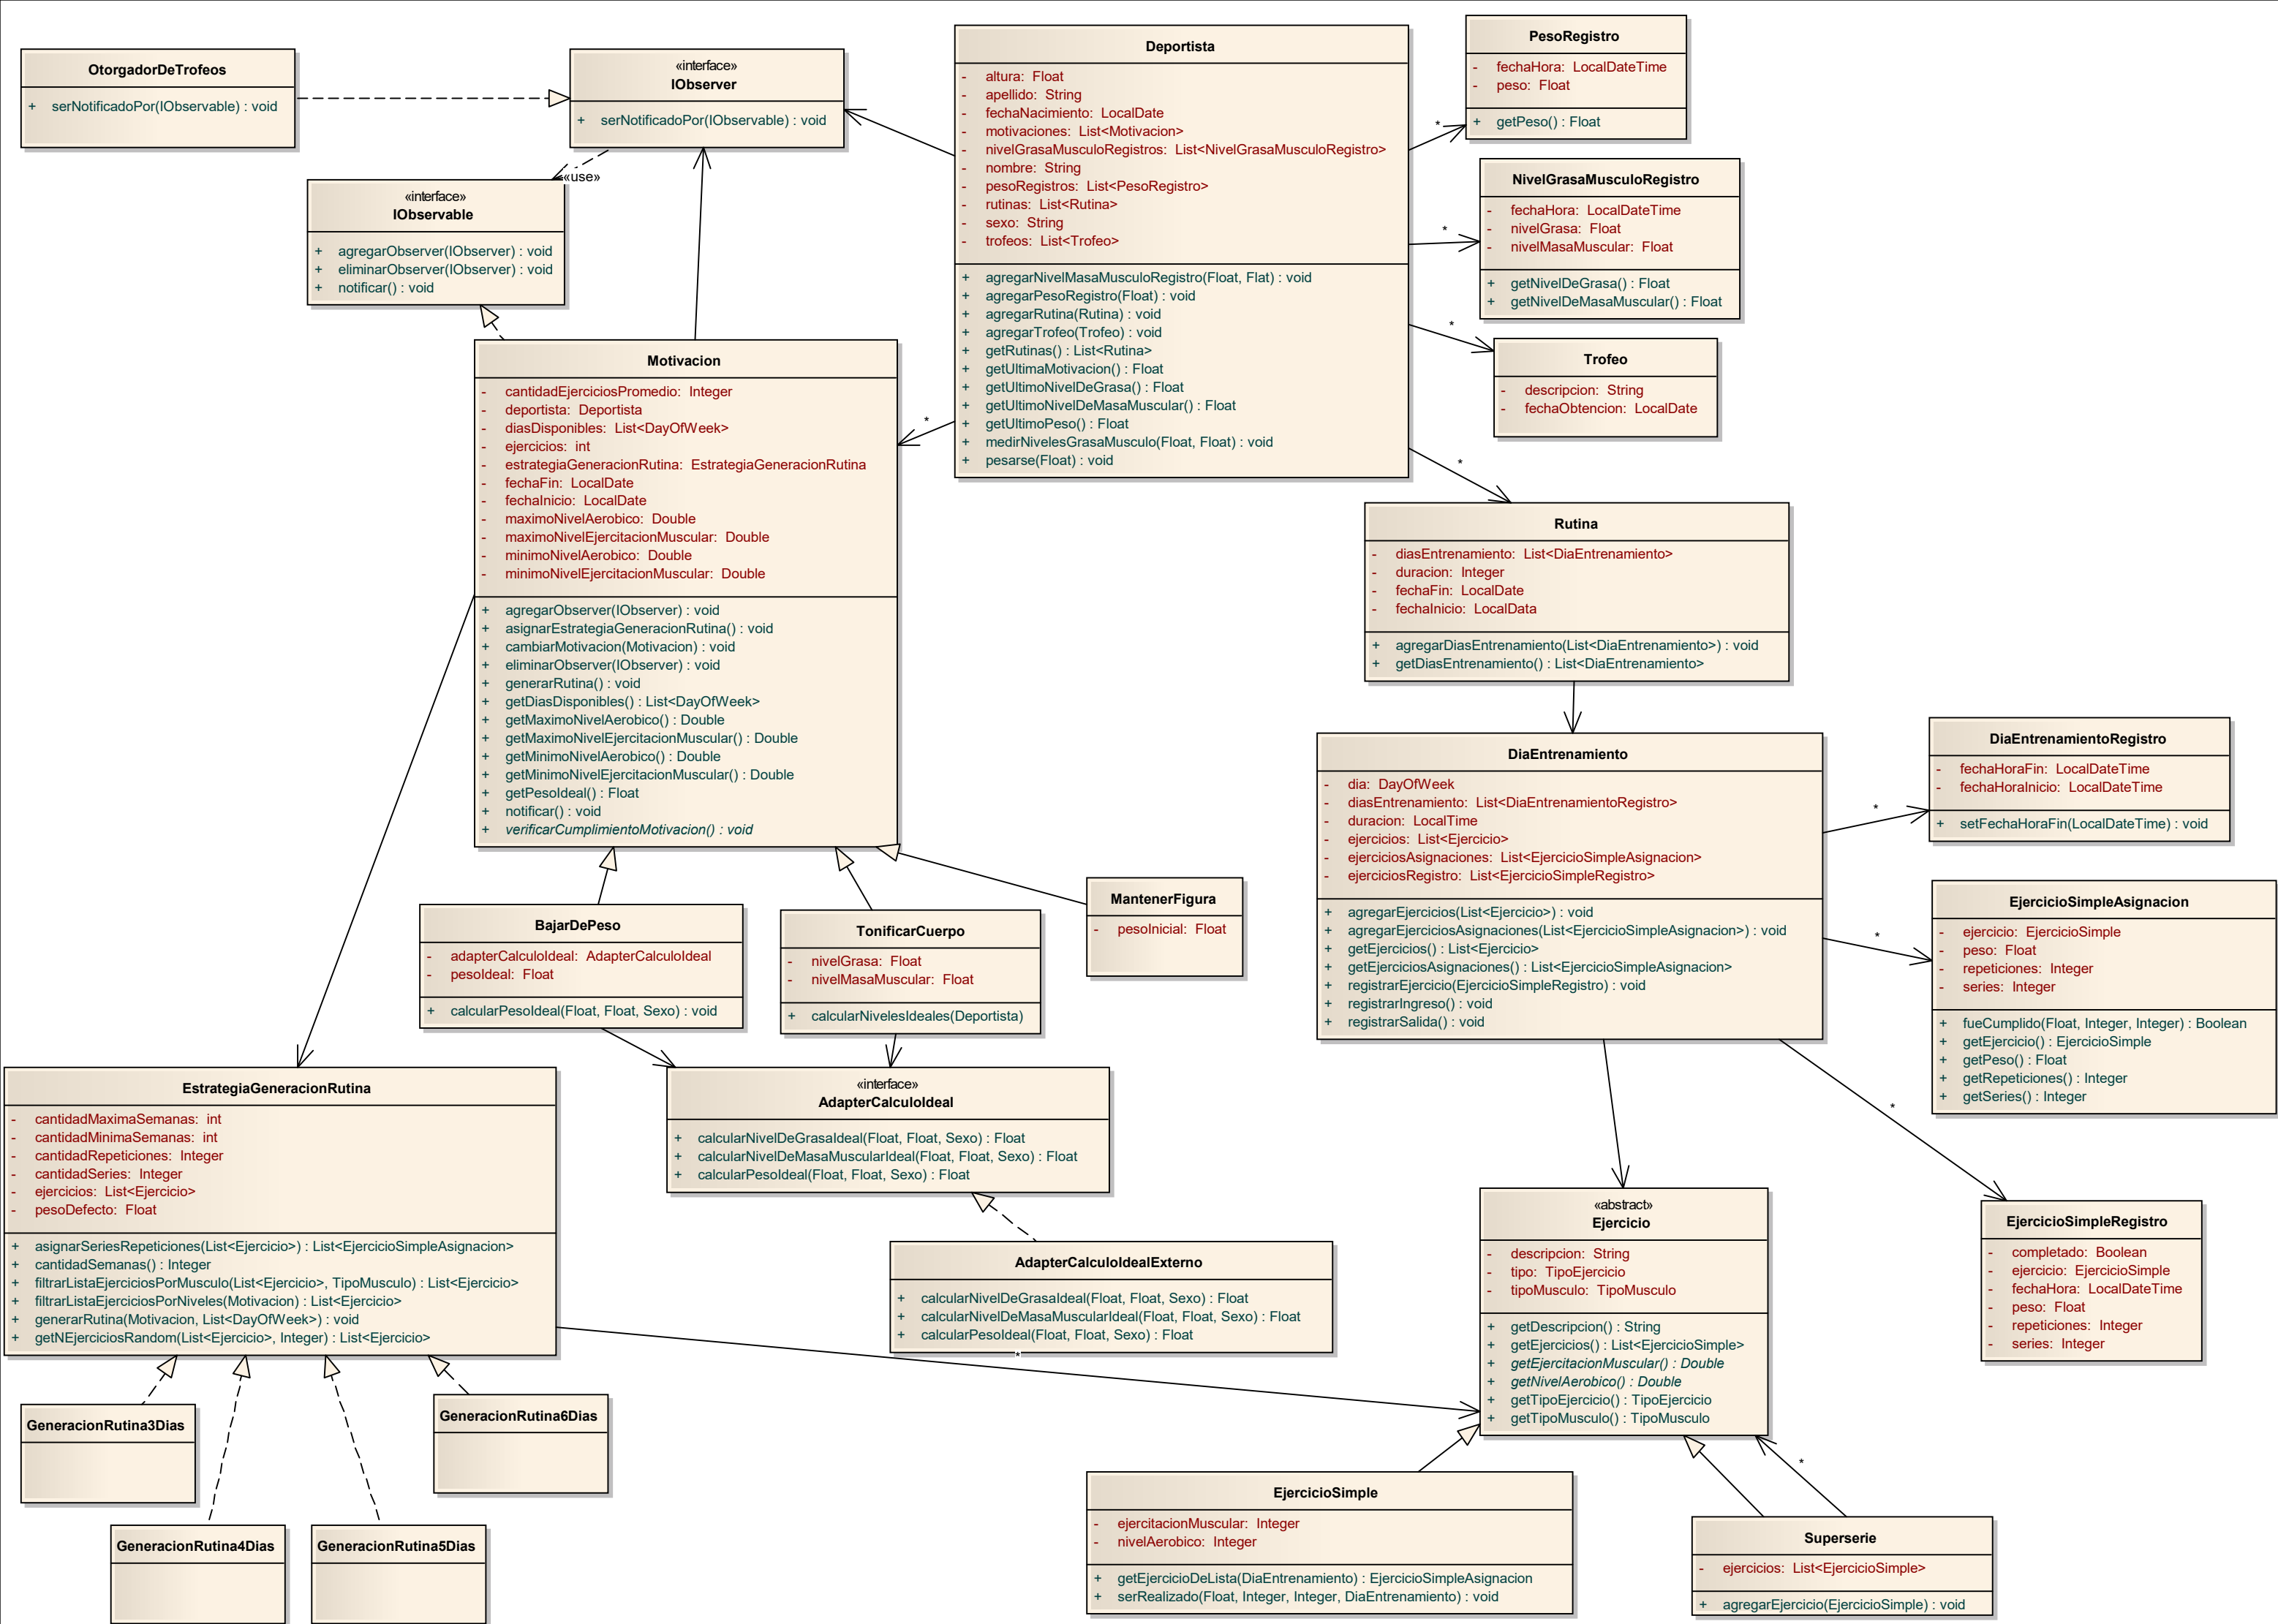 OtorgadorDeTrofeos
+ serNotificadoPor(IObservable) : void
«interface»
IObserver
+ serNotificadoPor(IObservable) : void
«use»
«interface»
IObservable
+ agregarObserver(IObserver) : void
+ eliminarObserver(IObserver) : void
+ notificar() : void
Deportista
- altura: Float
- apellido: String
- fechaNacimiento: LocalDate
- motivaciones: List<Motivacion>
- nivelGrasaMusculoRegistros: List<NivelGrasaMusculoRegistro>
- nombre: String
- pesoRegistros: List<PesoRegistro>
- rutinas: List<Rutina>
- sexo: String
- trofeos: List<Trofeo>
+ agregarNivelMasaMusculoRegistro(Float, Flat) : void
+ agregarPesoRegistro(Float) : void
+ agregarRutina(Rutina) : void
+ agregarTrofeo(Trofeo) : void
+ getRutinas() : List<Rutina>
+ getUltimaMotivacion() : Float
+ getUltimoNivelDeGrasa() : Float
+ getUltimoNivelDeMasaMuscular() : Float
+ getUltimoPeso() : Float
+ medirNivelesGrasaMusculo(Float, Float) : void
+ pesarse(Float) : void
*
*
*
*
*
PesoRegistro
- fechaHora: LocalDateTime
- peso: Float
+ getPeso() : Float
NivelGrasaMusculoRegistro
- fechaHora: LocalDateTime
- nivelGrasa: Float
- nivelMasaMuscular: Float
+ getNivelDeGrasa() : Float
+ getNivelDeMasaMuscular() : Float
Trofeo
- descripcion: String
- fechaObtencion: LocalDate
Motivacion
- cantidadEjerciciosPromedio: Integer
- deportista: Deportista
- diasDisponibles: List<DayOfWeek>
- ejercicios: int
- estrategiaGeneracionRutina: EstrategiaGeneracionRutina
- fechaFin: LocalDate
- fechaInicio: LocalDate
- maximoNivelAerobico: Double
- maximoNivelEjercitacionMuscular: Double
- minimoNivelAerobico: Double
- minimoNivelEjercitacionMuscular: Double
+ agregarObserver(IObserver) : void
+ asignarEstrategiaGeneracionRutina() : void
+ cambiarMotivacion(Motivacion) : void
+ eliminarObserver(IObserver) : void
+ generarRutina() : void
+ getDiasDisponibles() : List<DayOfWeek>
+ getMaximoNivelAerobico() : Double
+ getMaximoNivelEjercitacionMuscular() : Double
+ getMinimoNivelAerobico() : Double
+ getMinimoNivelEjercitacionMuscular() : Double
+ getPesoIdeal() : Float
+ notificar() : void
+ verificarCumplimientoMotivacion() : void
Rutina
- diasEntrenamiento: List<DiaEntrenamiento>
- duracion: Integer
- fechaFin: LocalDate
- fechaInicio: LocalData
+ agregarDiasEntrenamiento(List<DiaEntrenamiento>) : void
+ getDiasEntrenamiento() : List<DiaEntrenamiento>
DiaEntrenamiento
- dia: DayOfWeek
- diasEntrenamiento: List<DiaEntrenamientoRegistro>
- duracion: LocalTime
- ejercicios: List<Ejercicio>
- ejerciciosAsignaciones: List<EjercicioSimpleAsignacion>
- ejerciciosRegistro: List<EjercicioSimpleRegistro>
+ agregarEjercicios(List<Ejercicio>) : void
+ agregarEjerciciosAsignaciones(List<EjercicioSimpleAsignacion>) : void
+ getEjercicios() : List<Ejercicio>
+ getEjerciciosAsignaciones() : List<EjercicioSimpleAsignacion>
+ registrarEjercicio(EjercicioSimpleRegistro) : void
+ registrarIngreso() : void
+ registrarSalida() : void
*
*
*
DiaEntrenamientoRegistro
- fechaHoraFin: LocalDateTime
- fechaHoraInicio: LocalDateTime
+ setFechaHoraFin(LocalDateTime) : void
EjercicioSimpleAsignacion
- ejercicio: EjercicioSimple
- peso: Float
- repeticiones: Integer
- series: Integer
+ fueCumplido(Float, Integer, Integer) : Boolean
+ getEjercicio() : EjercicioSimple
+ getPeso() : Float
+ getRepeticiones() : Integer
+ getSeries() : Integer
BajarDePeso
- adapterCalculoIdeal: AdapterCalculoIdeal
- pesoIdeal: Float
+ calcularPesoIdeal(Float, Float, Sexo) : void
TonificarCuerpo
- nivelGrasa: Float
- nivelMasaMuscular: Float
+ calcularNivelesIdeales(Deportista)
MantenerFigura
- pesoInicial: Float
EstrategiaGeneracionRutina
- cantidadMaximaSemanas: int
- cantidadMinimaSemanas: int
- cantidadRepeticiones: Integer
- cantidadSeries: Integer
- ejercicios: List<Ejercicio>
- pesoDefecto: Float
+ asignarSeriesRepeticiones(List<Ejercicio>) : List<EjercicioSimpleAsignacion>
+ cantidadSemanas() : Integer
+ filtrarListaEjerciciosPorMusculo(List<Ejercicio>, TipoMusculo) : List<Ejercicio>
+ filtrarListaEjerciciosPorNiveles(Motivacion) : List<Ejercicio>
+ generarRutina(Motivacion, List<DayOfWeek>) : void
+ getNEjerciciosRandom(List<Ejercicio>, Integer) : List<Ejercicio>
«interface»
AdapterCalculoIdeal
+ calcularNivelDeGrasaIdeal(Float, Float, Sexo) : Float
+ calcularNivelDeMasaMuscularIdeal(Float, Float, Sexo) : Float
+ calcularPesoIdeal(Float, Float, Sexo) : Float
AdapterCalculoIdealExterno
+ calcularNivelDeGrasaIdeal(Float, Float, Sexo) : Float
+ calcularNivelDeMasaMuscularIdeal(Float, Float, Sexo) : Float
+ calcularPesoIdeal(Float, Float, Sexo) : Float
*
«abstract»
Ejercicio
- descripcion: String
- tipo: TipoEjercicio
- tipoMusculo: TipoMusculo
+ getDescripcion() : String
+ getEjercicios() : List<EjercicioSimple>
+ getEjercitacionMuscular() : Double
+ getNivelAerobico() : Double
+ getTipoEjercicio() : TipoEjercicio
+ getTipoMusculo() : TipoMusculo
EjercicioSimpleRegistro
- completado: Boolean
- ejercicio: EjercicioSimple
- fechaHora: LocalDateTime
- peso: Float
- repeticiones: Integer
- series: Integer
GeneracionRutina3Dias
GeneracionRutina6Dias
GeneracionRutina4Dias
GeneracionRutina5Dias
EjercicioSimple
- ejercitacionMuscular: Integer
- nivelAerobico: Integer
+ getEjercicioDeLista(DiaEntrenamiento) : EjercicioSimpleAsignacion
+ serRealizado(Float, Integer, Integer, DiaEntrenamiento) : void
*
Superserie
- ejercicios: List<EjercicioSimple>
+ agregarEjercicio(EjercicioSimple) : void